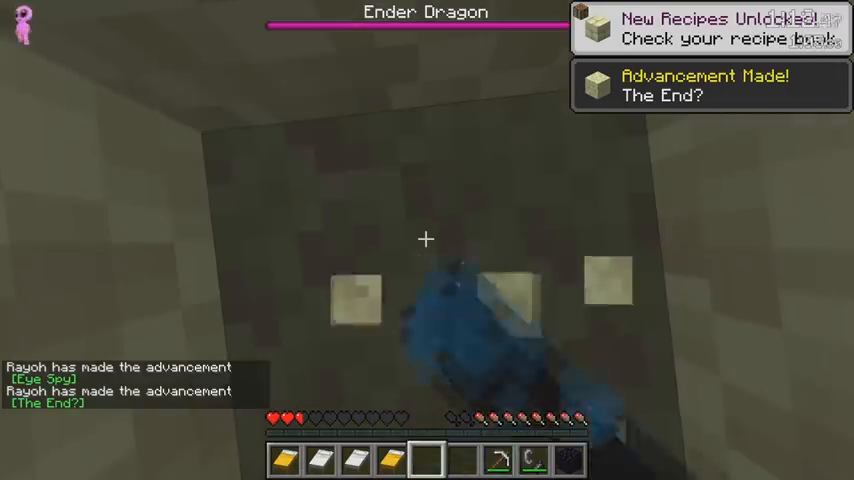 Ender Dragon
New Recipes Unlocked!
Check your recipe book
Advancement Made!
The End?
Rayoh has made the advancement
[Eye Spy]
Rayoh has made the advancement
[The End?]